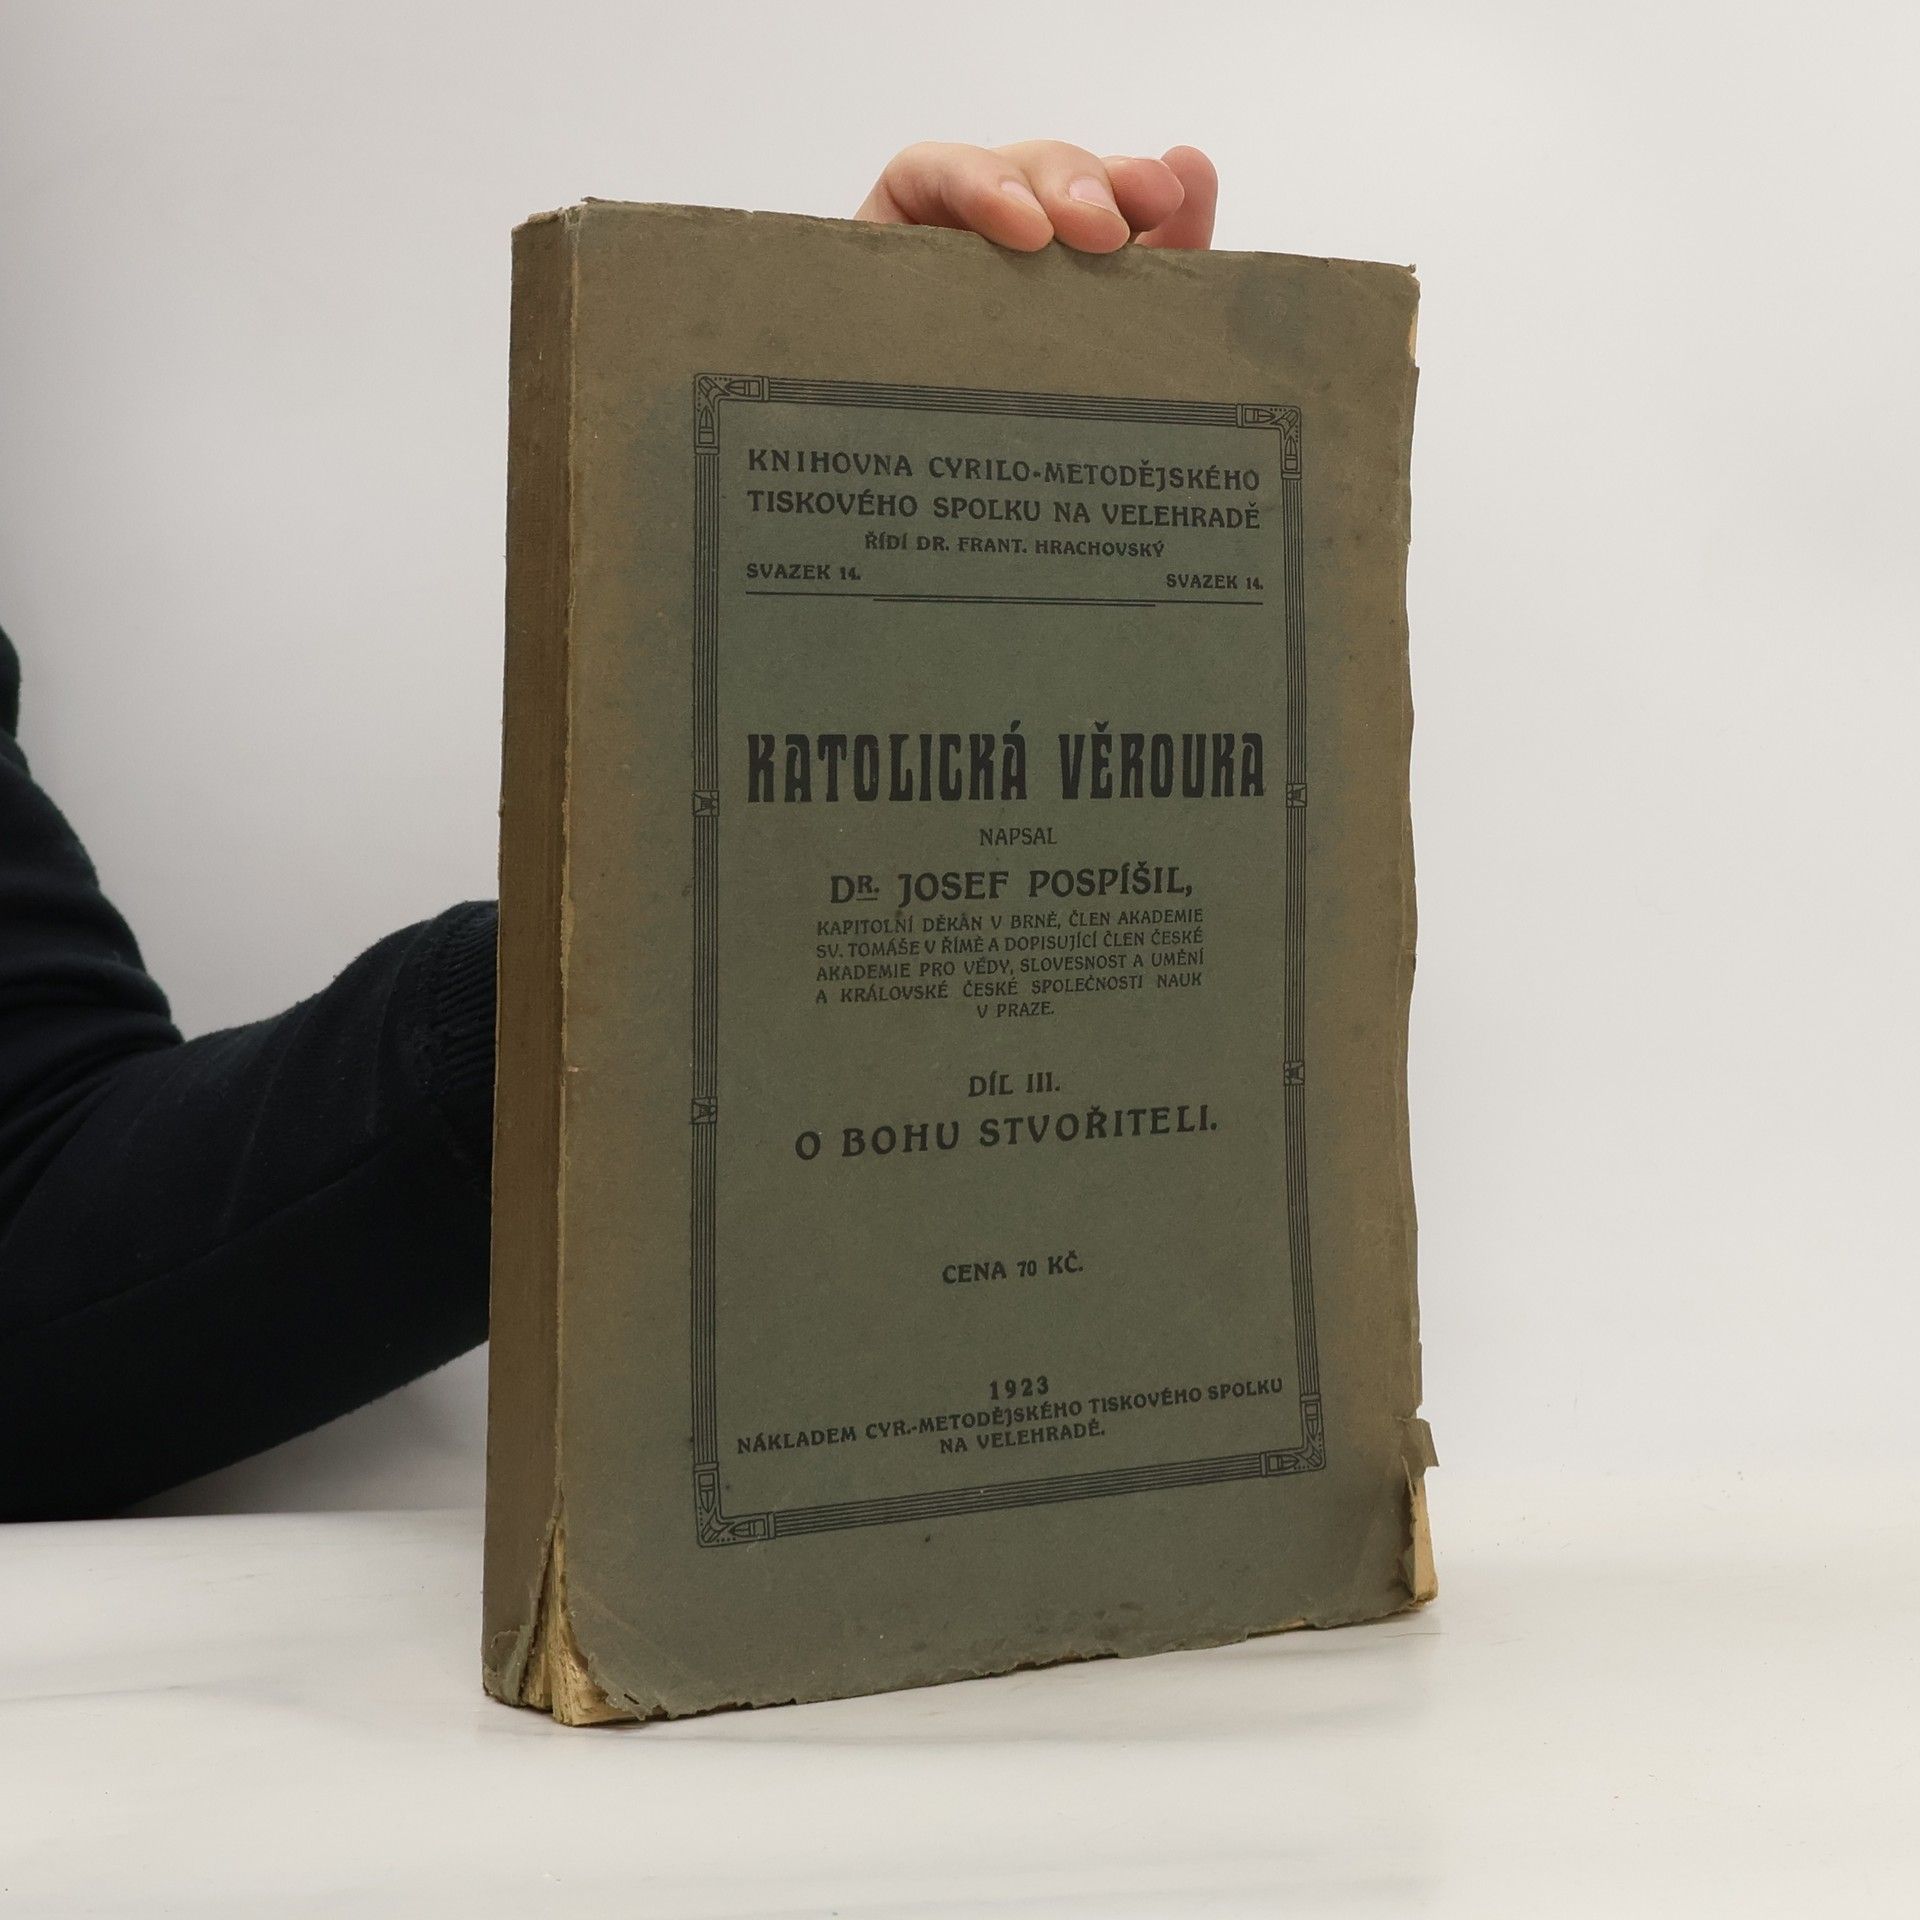 KNIHOVNA CYRILO-METODĚJSKÉHO
TISKOVÉHO SPOLKU NA VELEHRADĚ
ŘÍDÍ DR. FRANT. HRACHOVSKÝ
SVAZEK 14. SVAZEK 14.
KATOLICKÁ VĚROUKA
NAPSAL
DR. JOSEF POSPÍŠIL,
KAPITOLNÍ DĚKAN V BRNĚ, ČLEN AKADEMIE
SV. TOMÁŠE V ŘÍMĚ A DOPISUJÍCÍ ČLEN ČESKÉ
AKADEMIE PRO VĚDY, SLOVESNOST A UMĚNÍ
A KRÁLOVSKÉ ČESKÉ SPOLEČNOSTI NAUK
V PRAZE.
DÍL III.
O BOHU STVOŘITELI.
CENA 70 KČ.
1923
NÁKLADEM CYR.-METODĚJSKÉHO TISKOVÉHO SPOLKU
NA VELEHRADĚ.